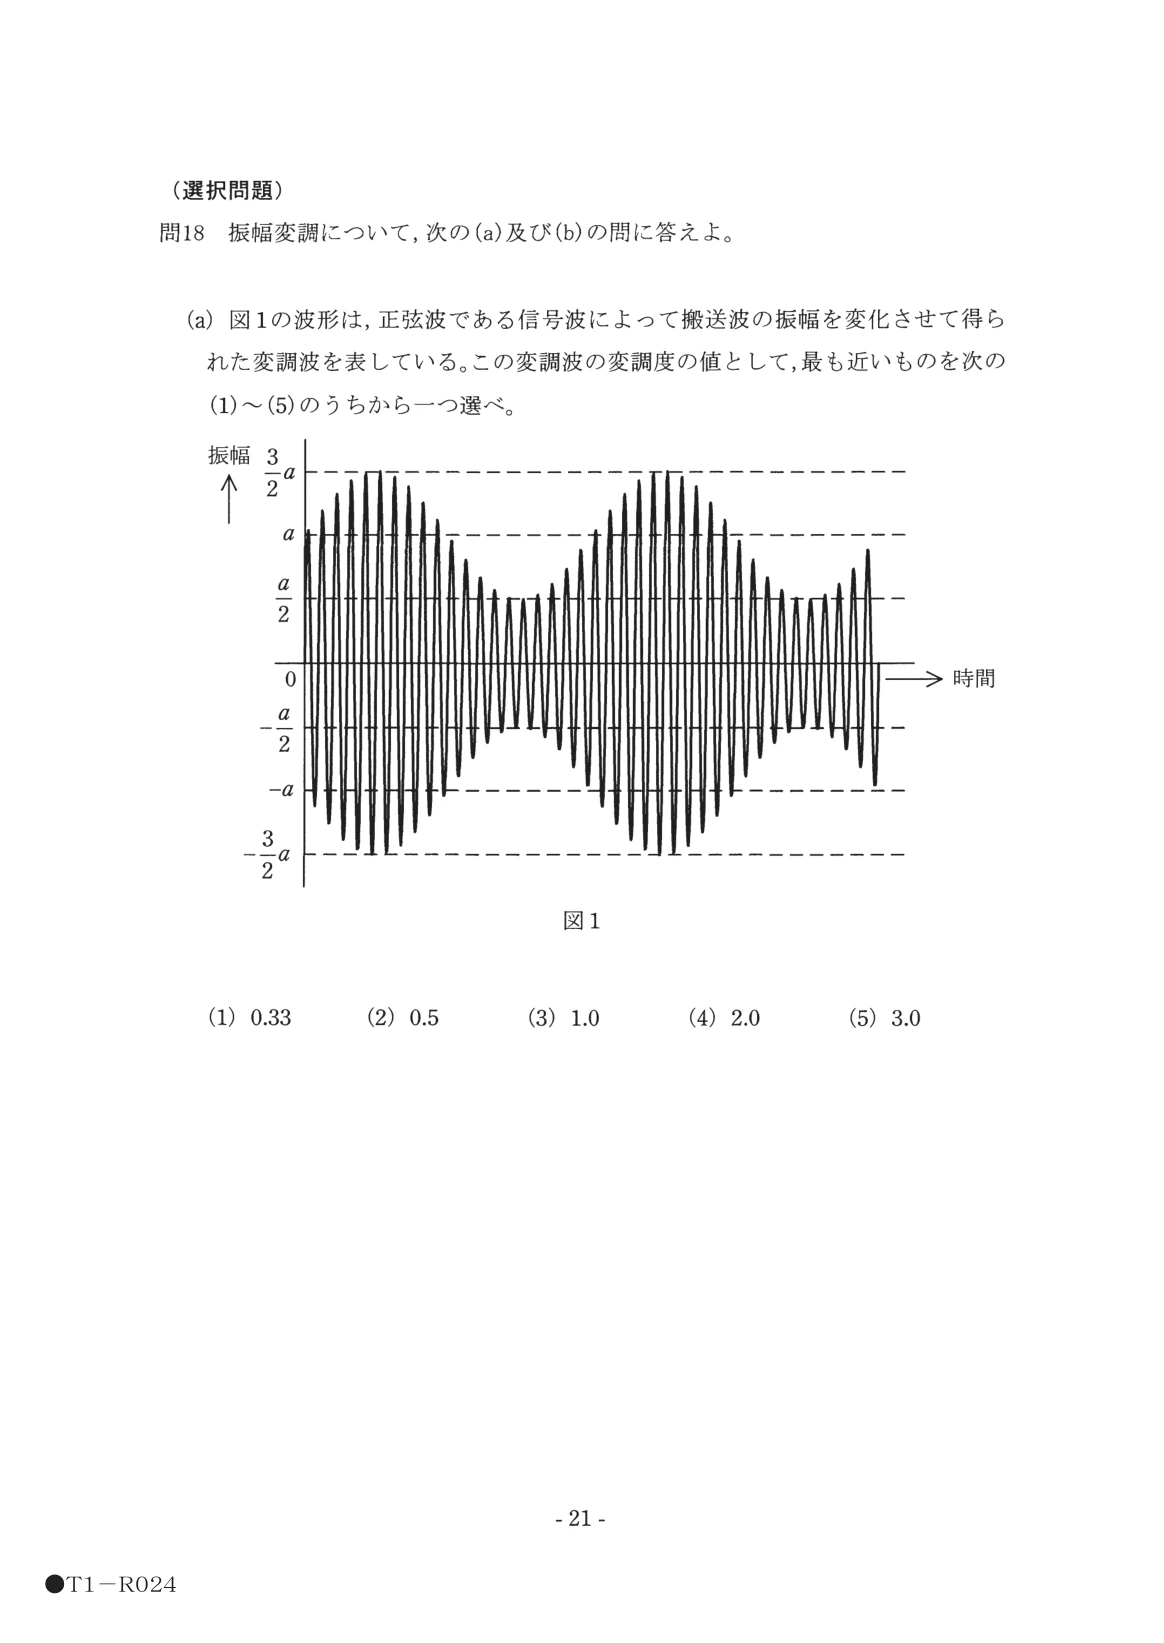 （選択問題）
問18　振幅変調について，次の(a)及び(b)の問に答えよ。
(a) 図1の波形は，正弦波である信号波によって搬送波の振幅を変化させて得ら
れた変調波を表している。この変調波の変調度の値として，最も近いものを次の
(1)～(5)のうちから一つ選べ。
振幅
3/2 a
a
a/2
0
時間
-a/2
-a
-3/2 a
図1
(1) 0.33　(2) 0.5　(3) 1.0　(4) 2.0　(5) 3.0
- 21 -
●T1－R024